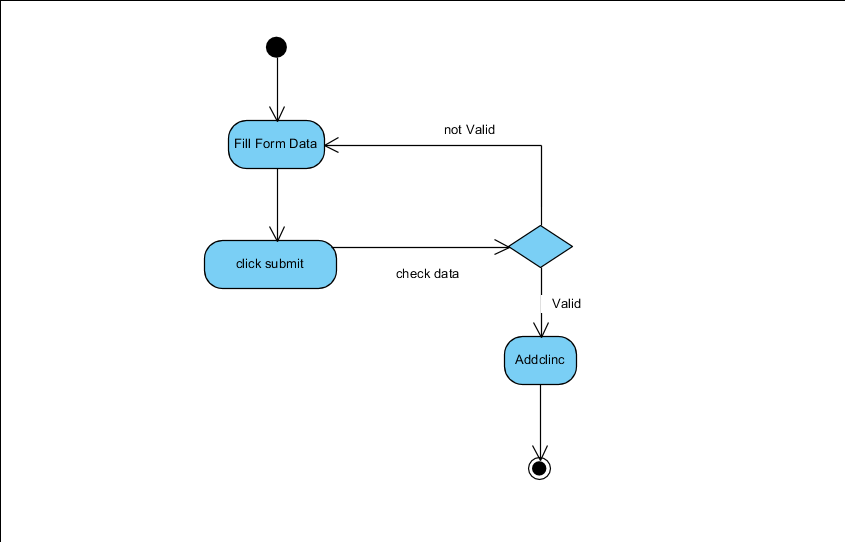 not Valid
Fill Form Data
click submit
check data
Valid
Addclinc